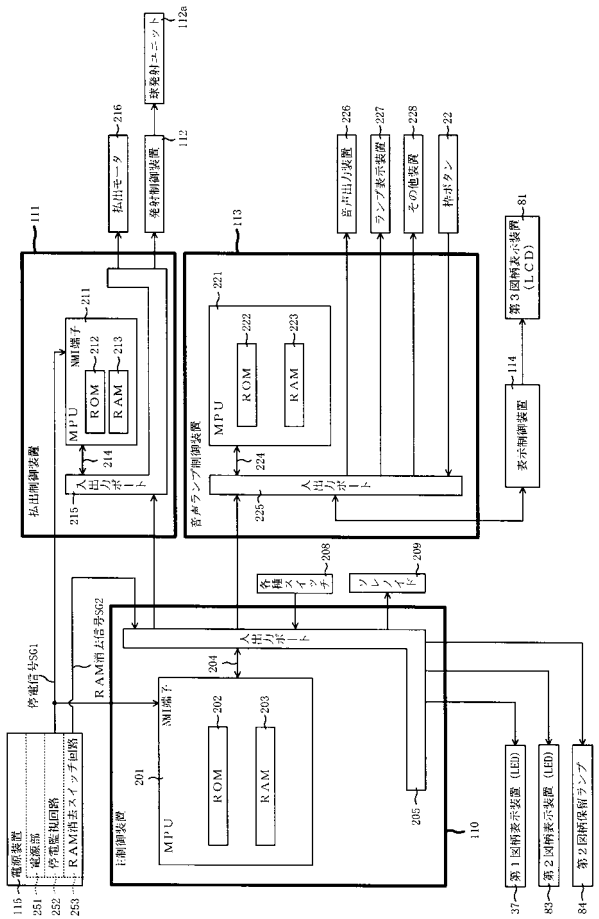 115
電源装置
251
電源部
252
停電監視回路
253
RAM消去スイッチ回路
停電信号SG1
RAM消去信号SG2
111
払出制御装置
215
入出力ポート
214
MPU
211
NMI端子
ROM
212
RAM
213
払出モータ
216
発射制御装置
112
球発射ユニット
112a
113
音声ランプ制御装置
225
入出力ポート
224
MPU
221
ROM
222
RAM
223
音声出力装置
226
ランプ表示装置
227
その他装置
228
枠ボタン
22
表示制御装置
114
第3図柄表示装置
(LCD)
81
110
制御装置
MPU
201
NMI端子
ROM
202
RAM
203
204
入出力ポート
205
各種スイッチ
208
ソレノイド
209
37
第1図柄表示装置(LED)
83
第2図柄表示装置(LED)
84
第2図柄保留ランプ